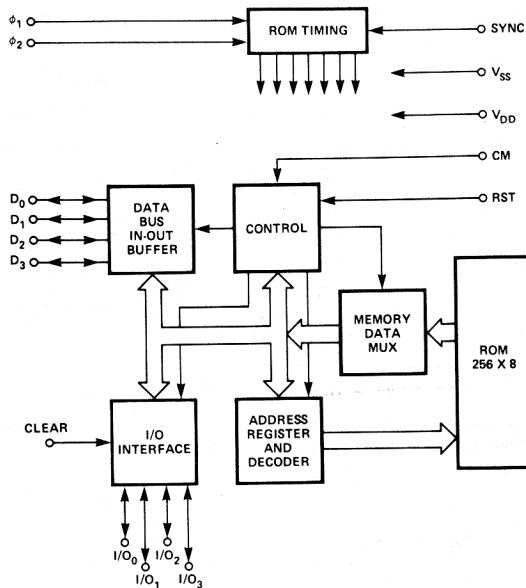 ϕ1
ϕ2
ROM TIMING
SYNC
VSS
VDD
CM
RST
D0
D1
D2
D3
DATA
BUS
IN-OUT
BUFFER
CONTROL
MEMORY
DATA
MUX
ROM
256 X 8
CLEAR
I/O
INTERFACE
ADDRESS
REGISTER
AND
DECODER
I/O0
I/O1
I/O2
I/O3